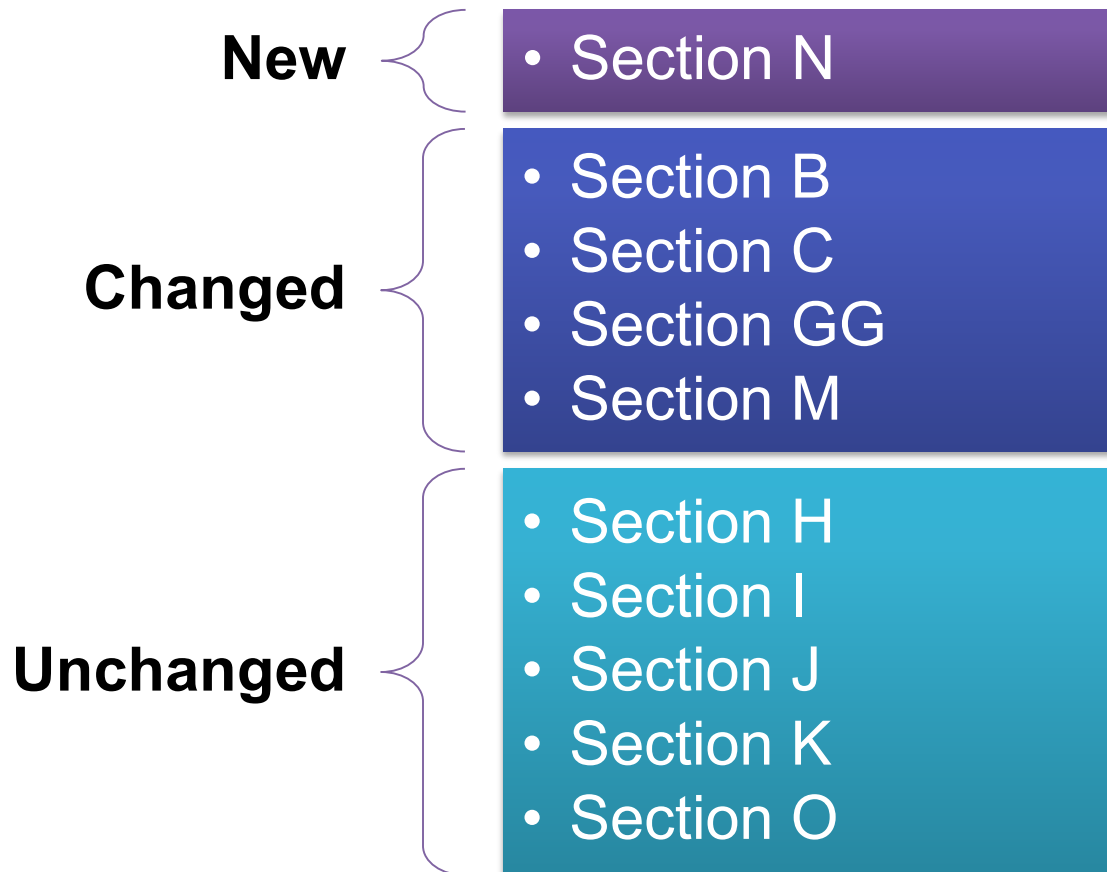 New
• Section N
Changed
• Section B
• Section C
• Section GG
• Section M
Unchanged
• Section H
• Section I
• Section J
• Section K
• Section O